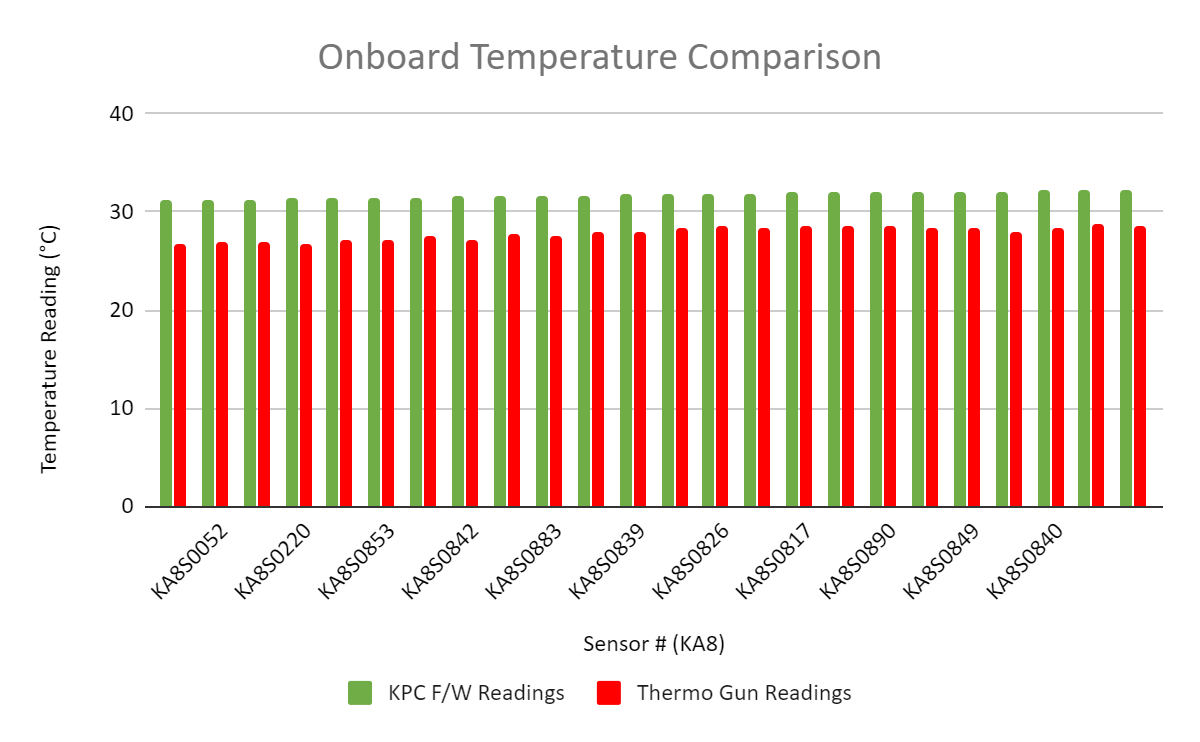 Onboard Temperature Comparison
40
30
20
10
0
Temperature Reading (°C)
KA8S0052
KA8S0220
KA8S0853
KA8S0842
KA8S0883
KA8S0839
KA8S0826
KA8S0817
KA8S0890
KA8S0849
KA8S0840
Sensor # (KA8)
KPC F/W Readings
Thermo Gun Readings